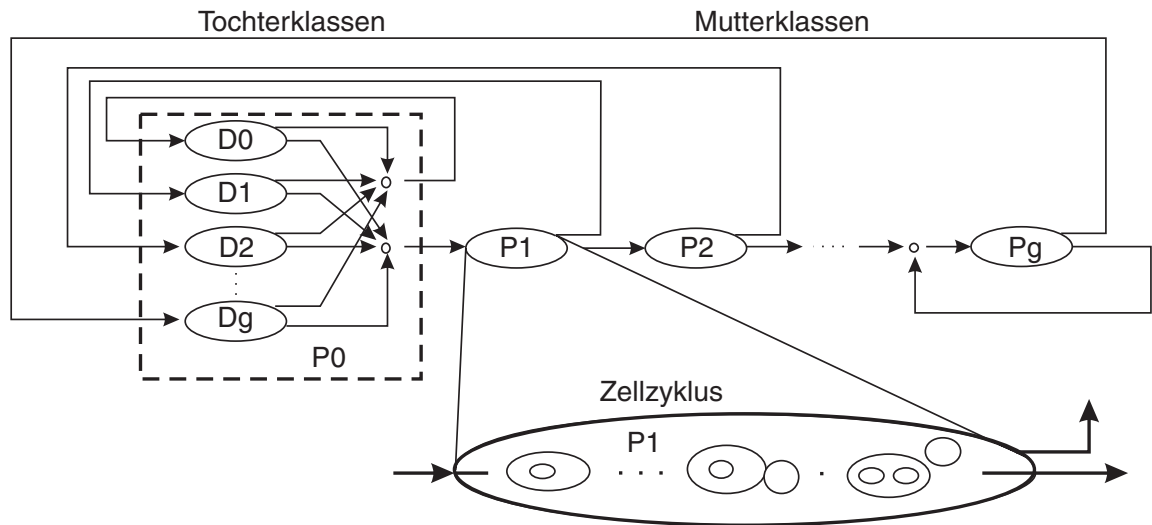 Tochterklassen
Mutterklassen
D0
D1
D2
Dg
P0
P1
P2
Pg
Zellzyklus
P1